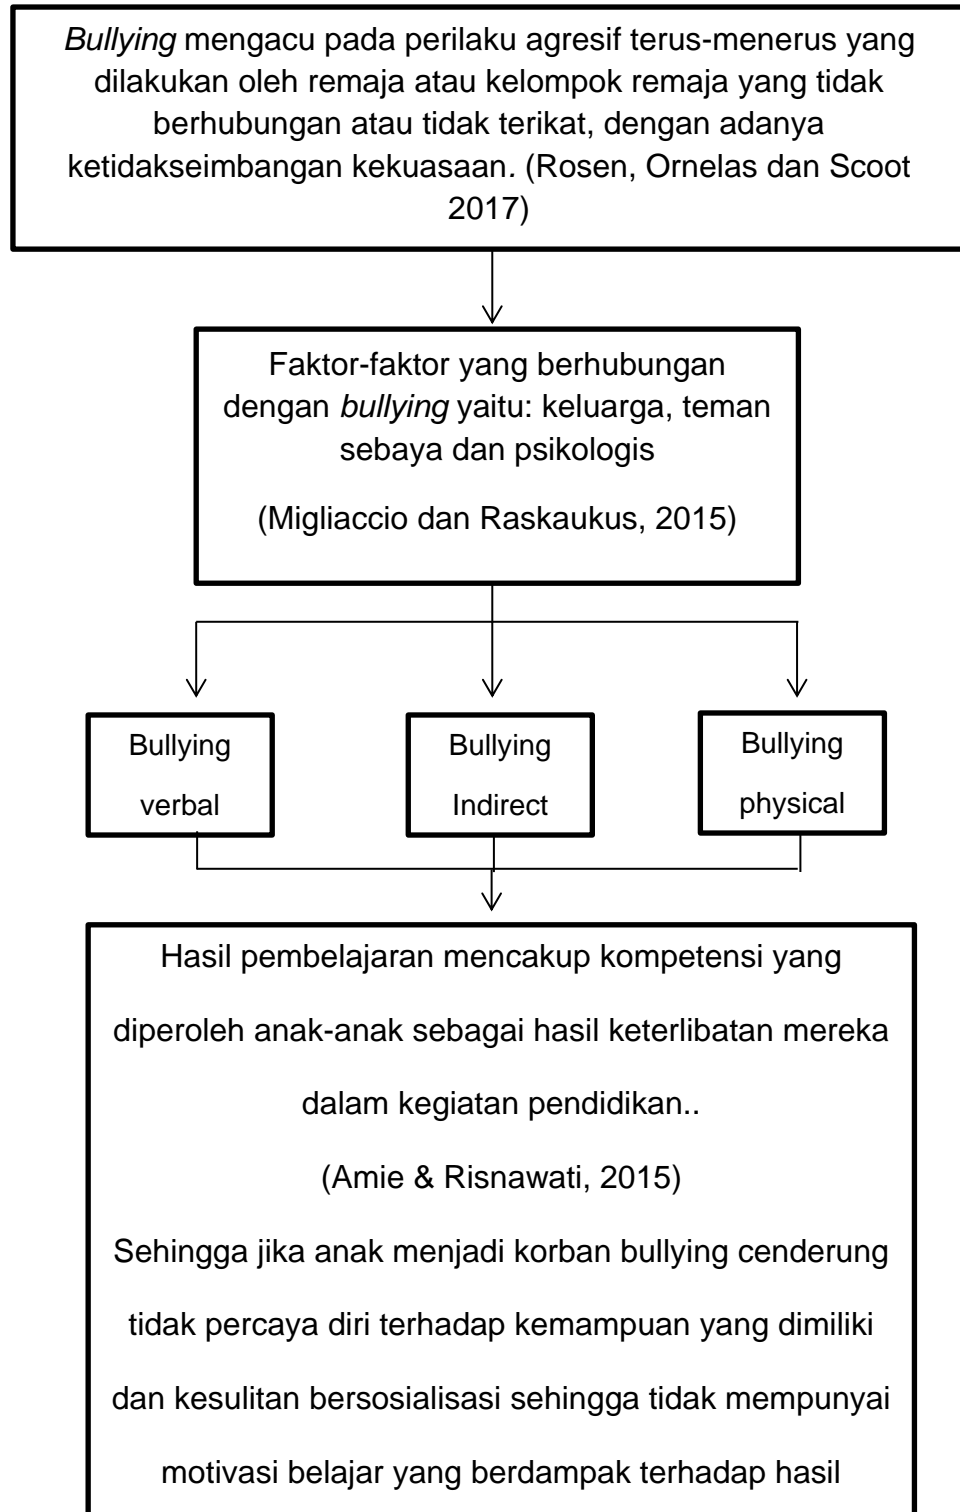 Bullying mengacu pada perilaku agresif terus-menerus yang
dilakukan oleh remaja atau kelompok remaja yang tidak
berhubungan atau tidak terikat, dengan adanya
ketidakseimbangan kekuasaan. (Rosen, Ornelas dan Scoot
2017)
Faktor-faktor yang berhubungan
dengan bullying yaitu: keluarga, teman
sebaya dan psikologis
(Migliaccio dan Raskaukus, 2015)
Bullying
verbal
Bullying
Indirect
Bullying
physical
Hasil pembelajaran mencakup kompetensi yang
diperoleh anak-anak sebagai hasil keterlibatan mereka
dalam kegiatan pendidikan..
(Amie & Risnawati, 2015)
Sehingga jika anak menjadi korban bullying cenderung
tidak percaya diri terhadap kemampuan yang dimiliki
dan kesulitan bersosialisasi sehingga tidak mempunyai
motivasi belajar yang berdampak terhadap hasil